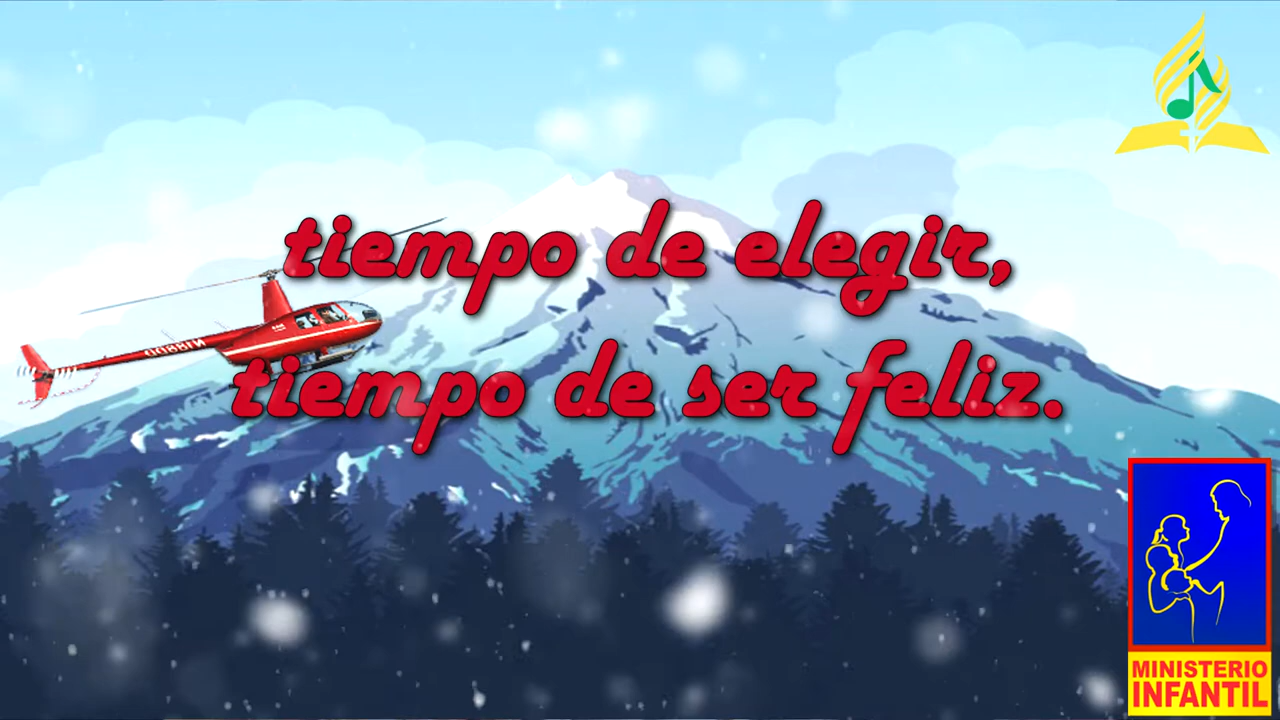 tiempo de elegir,
tiempo de ser feliz.
MINISTERIO
INFANTIL